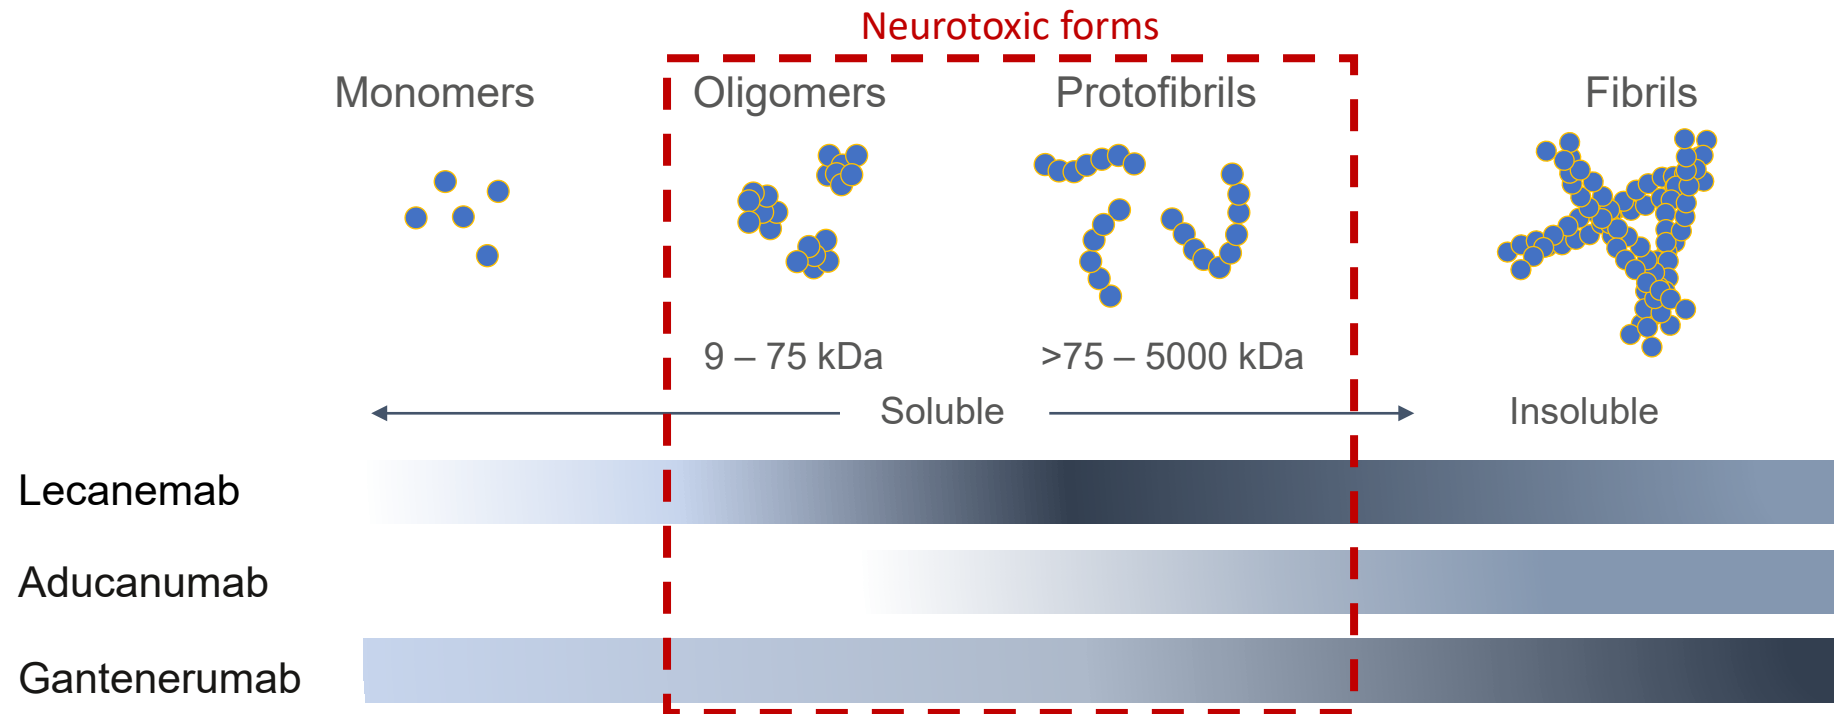 Neurotoxic forms
Monomers
Oligomers
Protofibrils
Fibrils
9 – 75 kDa
>75 – 5000 kDa
Soluble
Insoluble
Lecanemab
Aducanumab
Gantenerumab